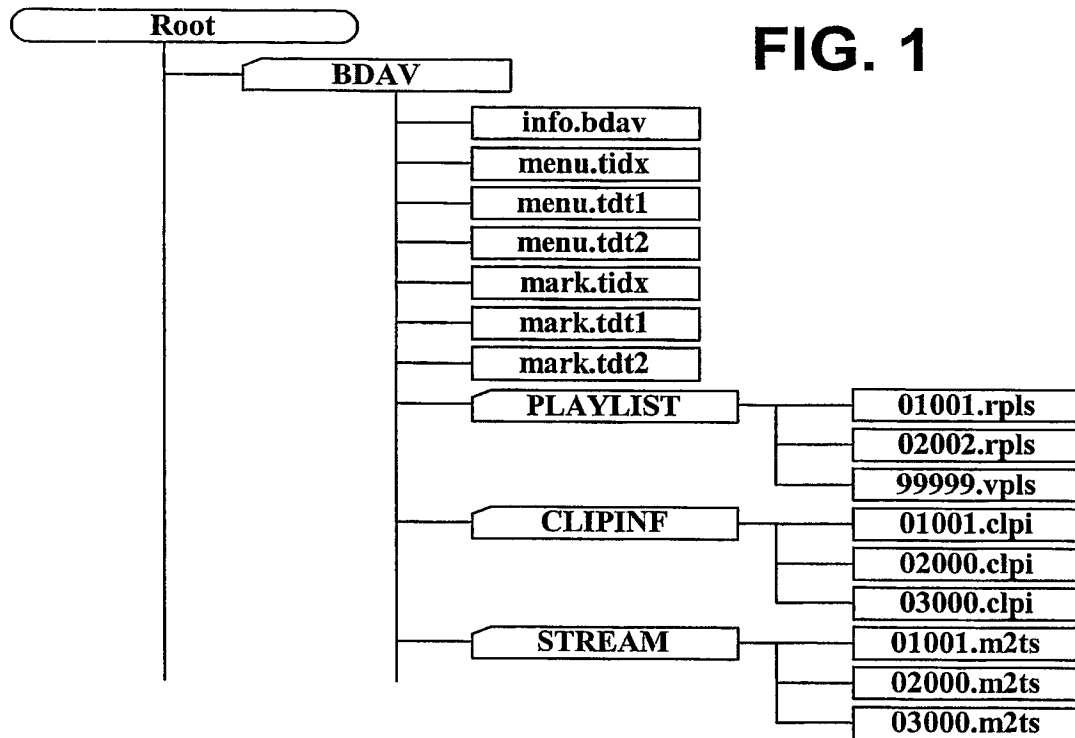 Root
FIG. 1
BDAV
info.bdav
menu.tidx
menu.tdt1
menu.tdt2
mark.tidx
mark.tdt1
mark.tdt2
PLAYLIST
01001.rpls
02002.rpls
99999.vpls
CLIPINF
01001.clpi
02000.clpi
03000.clpi
STREAM
01001.m2ts
02000.m2ts
03000.m2ts